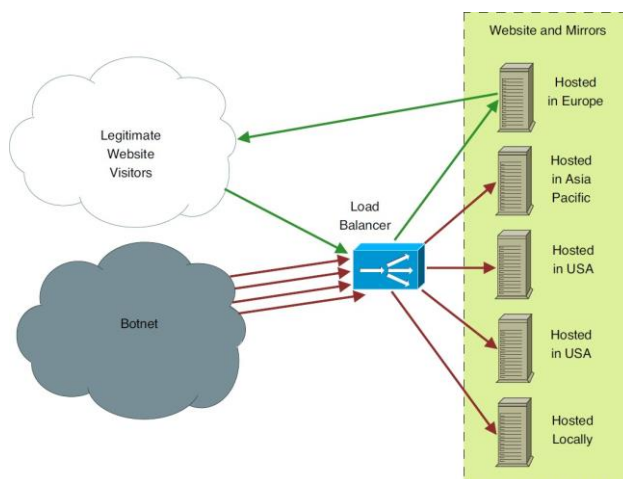 Website and Mirrors
Legitimate
Website
Visitors
Hosted
in Europe
Hosted
in Asia
Pacific
Load
Balancer
Hosted
in USA
Botnet
Hosted
in USA
Hosted
Locally